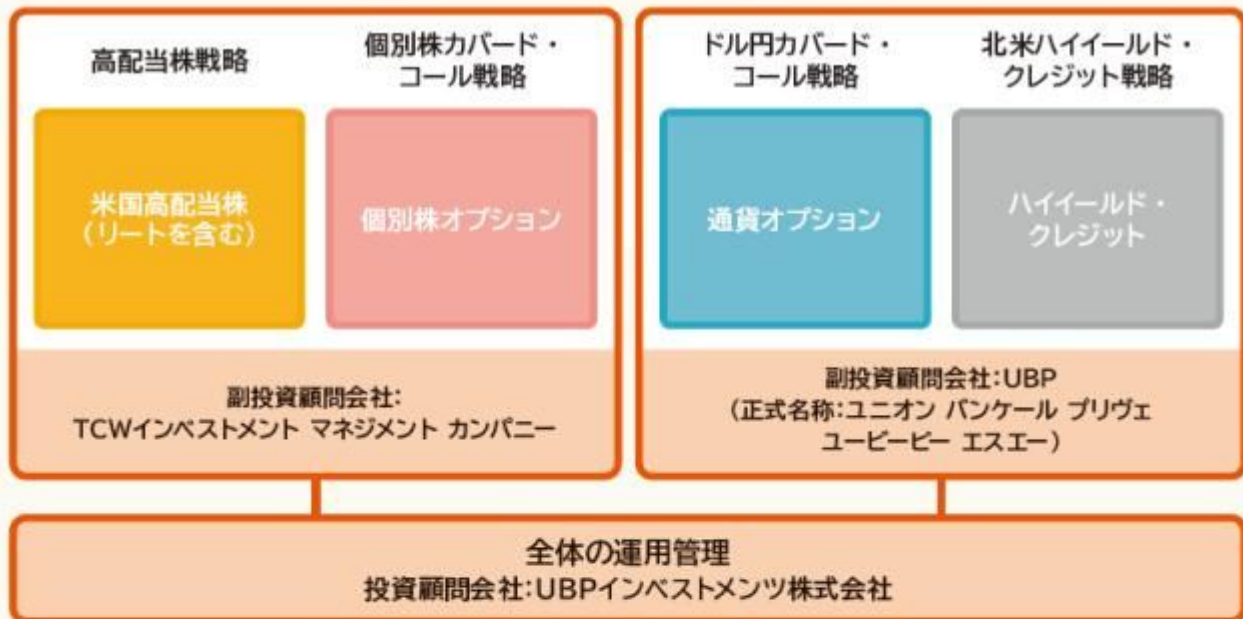 高配当株戦略
個別株カバード・
コール戦略
米国高配当株
(リートを含む)
個別株オプション
副投資顧問会社:
TCWインベストメント マネジメント カンパニー
ドル円カバード・
コール戦略
北米ハイイールド・
クレジット戦略
通貨オプション
ハイイールド・
クレジット
副投資顧問会社:UBP
(正式名称:ユニオン バンケール プリヴェ
ユービーピー エスエー)
全体の運用管理
投資顧問会社:UBPインベストメンツ株式会社